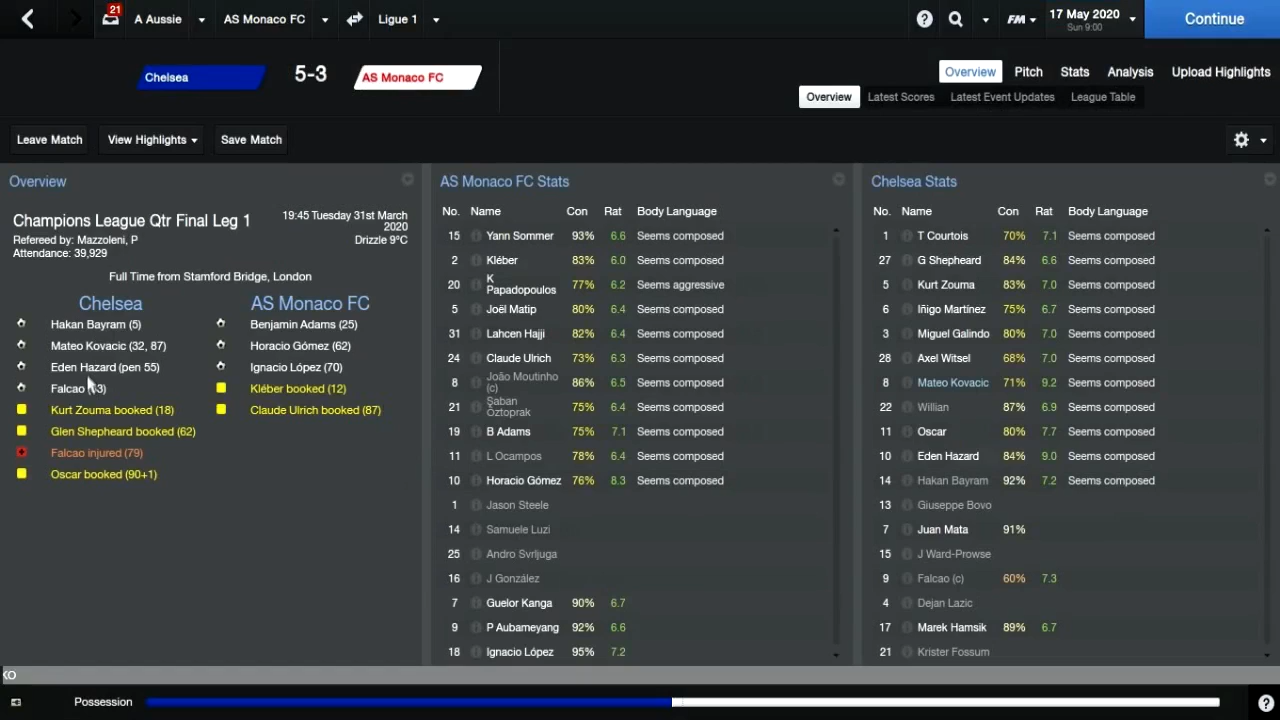 21
A Aussie
AS Monaco FC
Ligue 1
FM
17 May 2020
Sun 9:00
Continue
Chelsea
5-3
AS Monaco FC
Overview Pitch Stats Analysis Upload Highlights
Overview Latest Scores Latest Event Updates League Table
Leave Match View Highlights Save Match
Overview
Champions League Qtr Final Leg 1
Refereed by: Mazzoleni, P
Attendance: 39,929
19:45 Tuesday 31st March
2020
Drizzle 9°C
Full Time from Stamford Bridge, London
Chelsea
Hakan Bayram (5)
Mateo Kovacic (32, 87)
Eden Hazard (pen 55)
Falcao
Kurt Zouma booked (18)
Glen Shepheard booked (62)
Falcao injured (79)
Oscar booked (90+1)
AS Monaco FC
Benjamin Adams (25)
Horacio Gómez (62)
Ignacio López (70)
Kléber booked (12)
Claude Ulrich booked (87)
AS Monaco FC Stats
No. Name Con Rat Body Language
15 Yann Sommer 93% 6.6 Seems composed
2 Kléber 83% 6.0 Seems composed
20 K Papadopoulos 77% 6.2 Seems aggressive
5 Joël Matip 80% 6.4 Seems composed
31 Lahcen Hajji 82% 6.4 Seems composed
24 Claude Ulrich 73% 6.3 Seems composed
8 João Moutinho (c) 86% 6.5 Seems composed
21 Şaban Öztoprak 75% 6.4 Seems composed
19 B Adams 75% 7.1 Seems composed
11 L Ocampos 78% 6.4 Seems composed
10 Horacio Gómez 76% 8.3 Seems composed
1 Jason Steele
14 Samuele Luzi
25 Andro Svrljuga
16 J González
7 Guelor Kanga 90% 6.7
9 P Aubameyang 92% 6.6
18 Ignacio López 95% 7.2
Chelsea Stats
No. Name Con Rat Body Language
1 T Courtois 70% 7.1 Seems composed
27 G Shepheard 84% 6.6 Seems composed
5 Kurt Zouma 83% 7.0 Seems composed
6 Iñigo Martínez 75% 6.7 Seems composed
3 Miguel Galindo 80% 7.0 Seems composed
28 Axel Witsel 68% 7.0 Seems composed
8 Mateo Kovacic 71% 9.2 Seems composed
22 Willian 87% 6.9 Seems composed
11 Oscar 80% 7.7 Seems composed
10 Eden Hazard 84% 9.0 Seems composed
14 Hakan Bayram 92% 7.2 Seems composed
13 Giuseppe Bovo
7 Juan Mata 91%
15 J Ward-Prowse
9 Falcao (c) 60% 7.3
4 Dejan Lazic
17 Marek Hamsik 89% 6.7
21 Krister Fossum
Possession